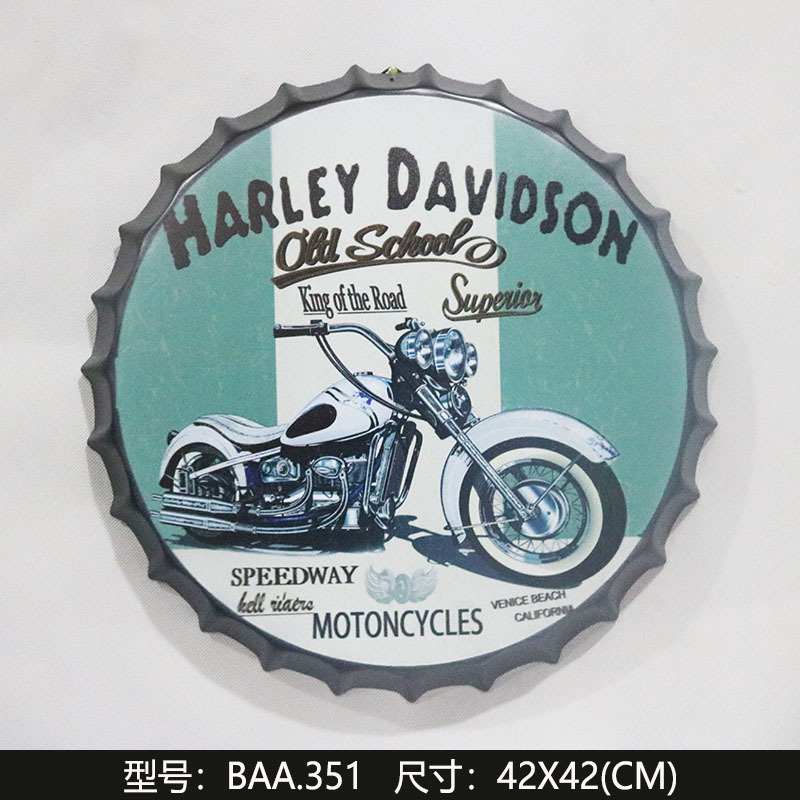 HARLEY DAVIDSON
Old School
King of the Road Superior
SPEEDWAY
hell riders
MOTONCYCLES
VENICE BEACH
CALIFORNIA
型号：BAA.351 尺寸：42X42(CM)